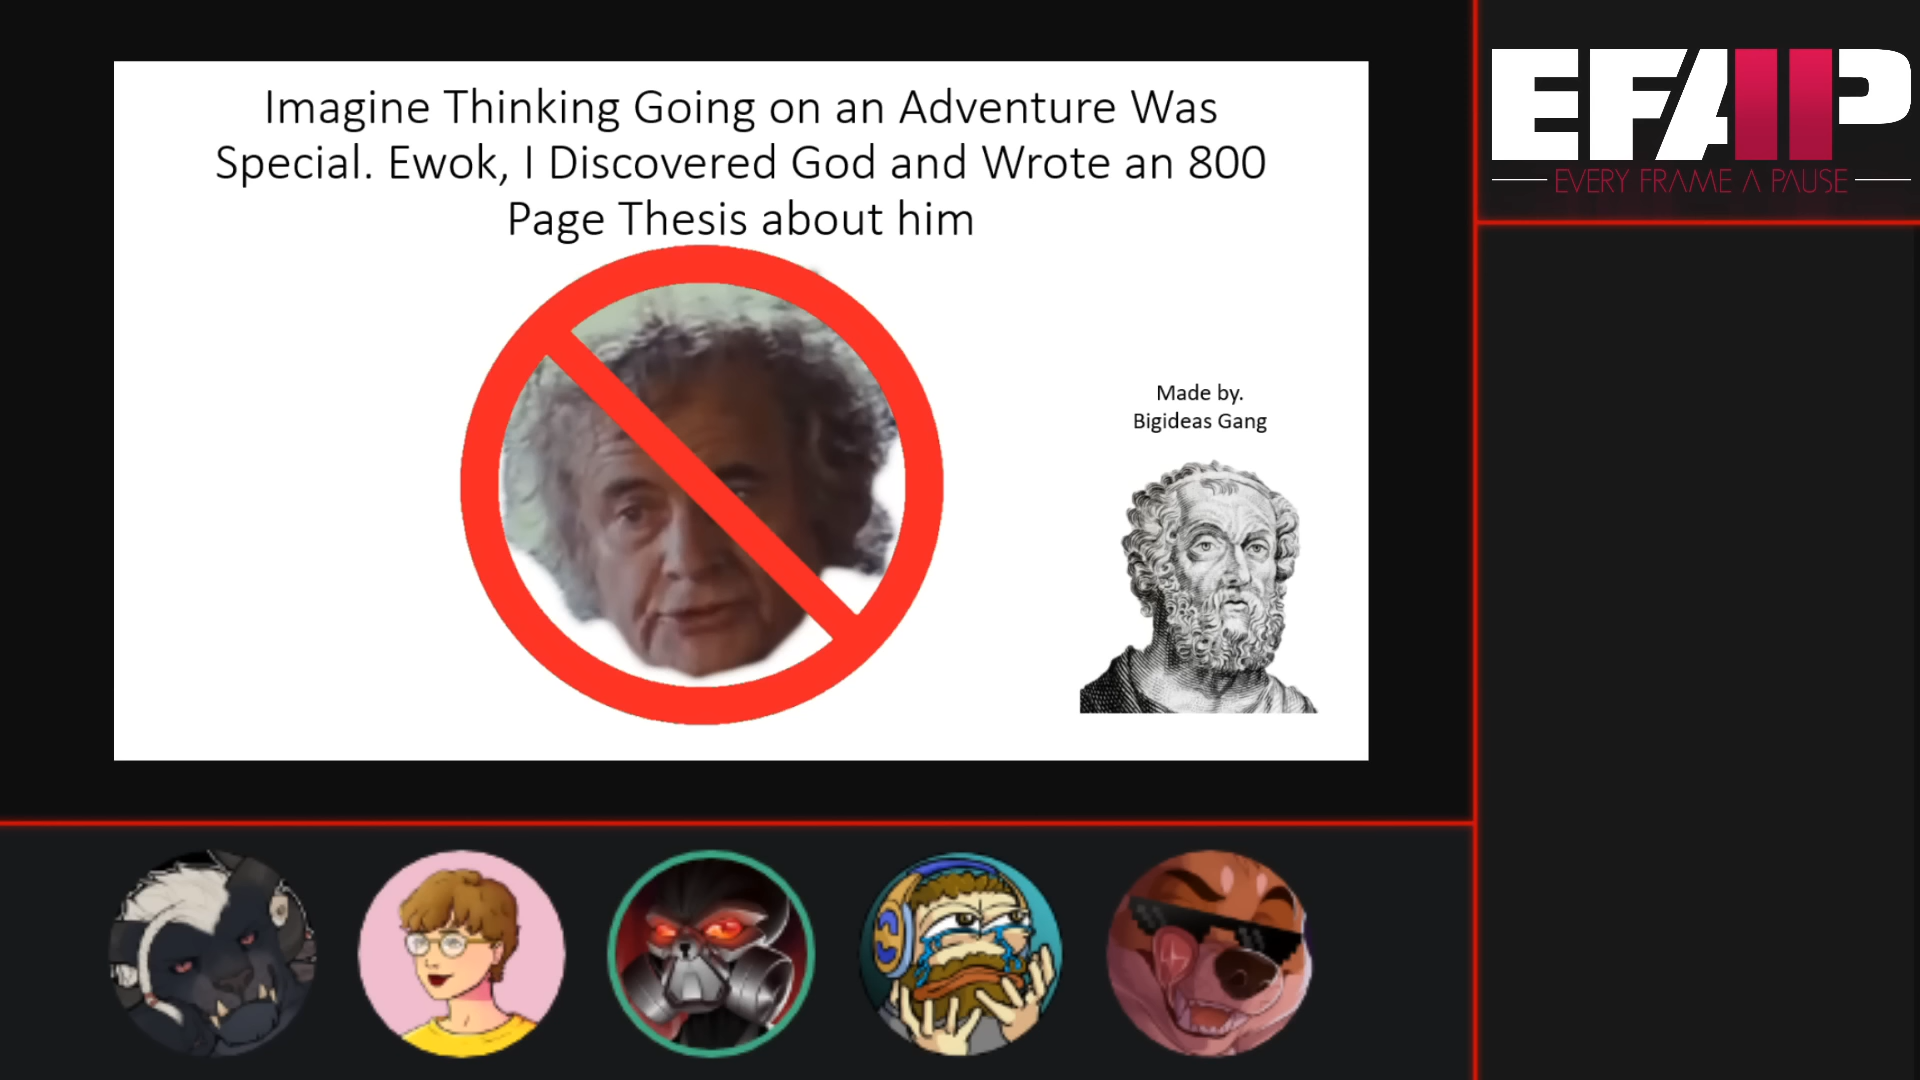 Imagine Thinking Going on an Adventure Was
Special. Ewok, I Discovered God and Wrote an 800
Page Thesis about him
Made by.
Bigideas Gang
EFAP
EVERY FRAME A PAUSE